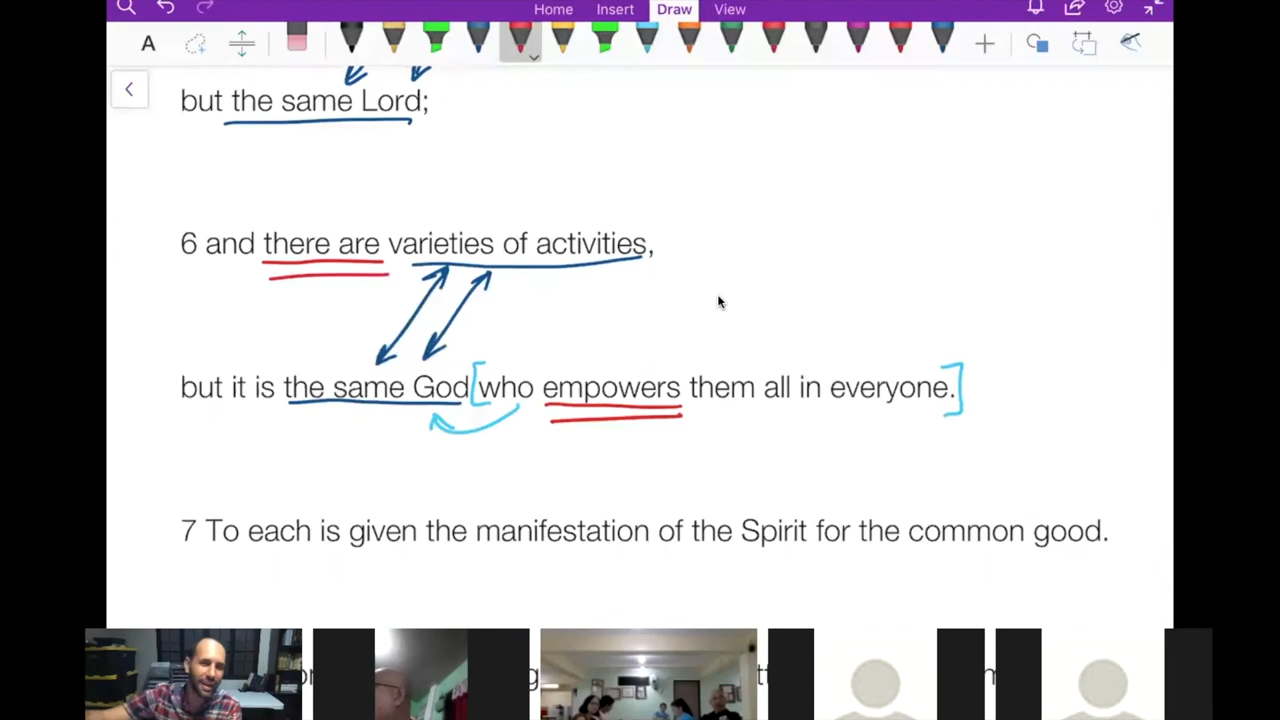 Home Insert Draw View
A
but the same Lord;
6 and there are varieties of activities,
but it is the same God [who empowers them all in everyone.]
7 To each is given the manifestation of the Spirit for the common good.